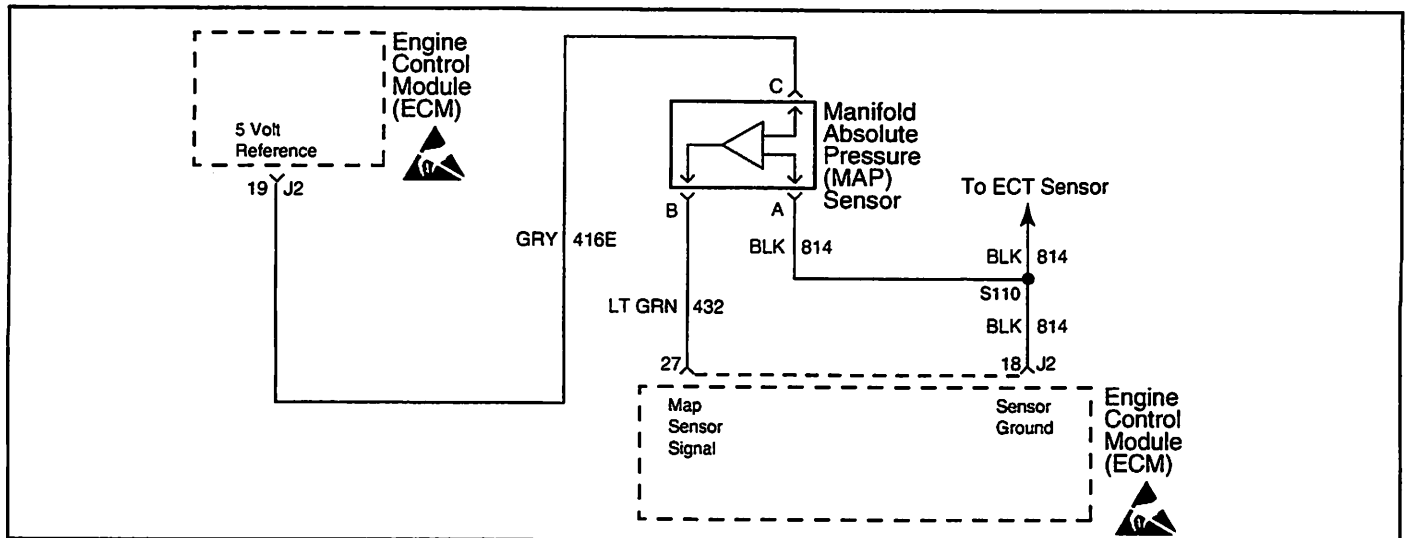 Engine
Control
Module
(ECM)
5 Volt
Reference
19 J2
GRY 416E
C
Manifold
Absolute
Pressure
(MAP)
Sensor
B
A
BLK 814
LT GRN 432
To ECT Sensor
BLK 814
S110
BLK 814
27
18 J2
Map
Sensor
Signal
Sensor
Ground
Engine
Control
Module
(ECM)